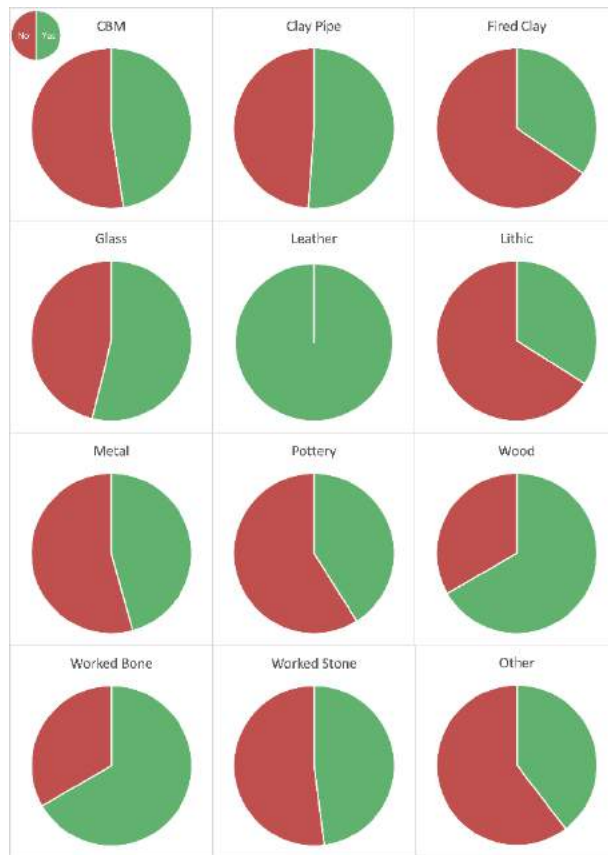 No Yes
CBM
Clay Pipe
Fired Clay
Glass
Leather
Lithic
Metal
Pottery
Wood
Worked Bone
Worked Stone
Other